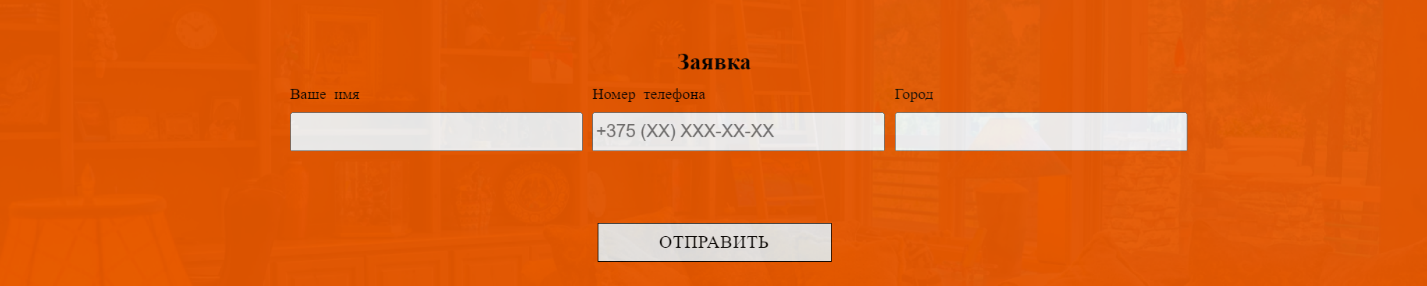 Заявка
Ваше имя Номер телефона Город
+375 (XX) XXX-XX-XX
ОТПРАВИТЬ